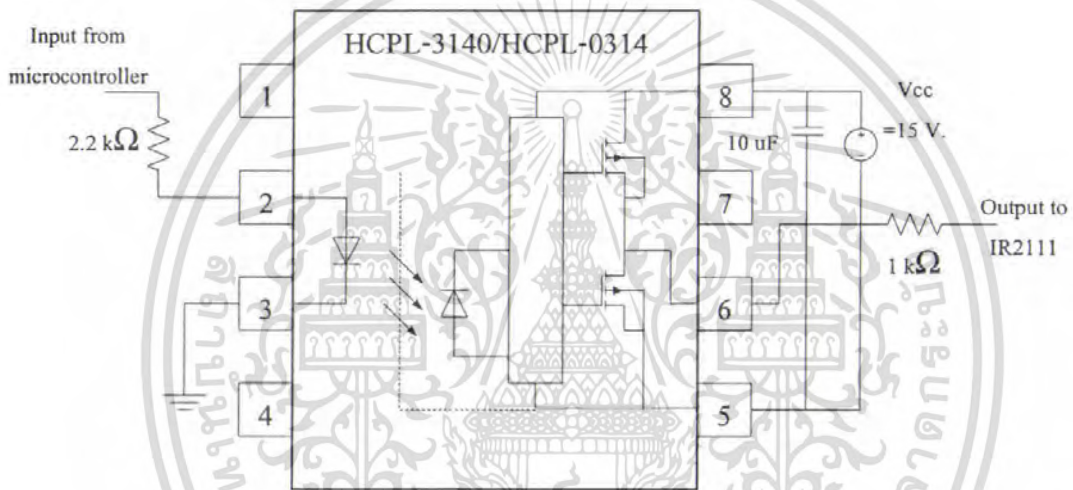 Input from
microcontroller
2.2 kΩ
HCPL-3140/HCPL-0314
1
2
3
4
8
7
6
5
10 uF
Vcc
=15 V.
1 kΩ
Output to
IR2111